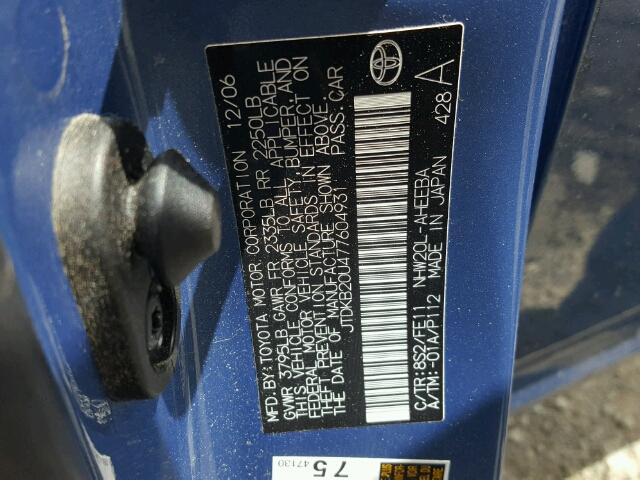 MFD. BY: TOYOTA MOTOR CORPORATION 12/06
GVWR 3795LB GAWR FR 2335LB RR 2250LB
THIS VEHICLE CONFORMS TO ALL APPLICABLE
FEDERAL MOTOR VEHICLE SAFETY, BUMPER, AND
THEFT PREVENTION STANDARDS IN EFFECT ON
THE DATE OF MANUFACTURE SHOWN ABOVE.
JTDKB20U477604931 PASS. CAR
C/TR: 8S2/FE11 NHW20L-AHEEBA
A/TM: -01A/P112 MADE IN JAPAN 428 A
75
47130